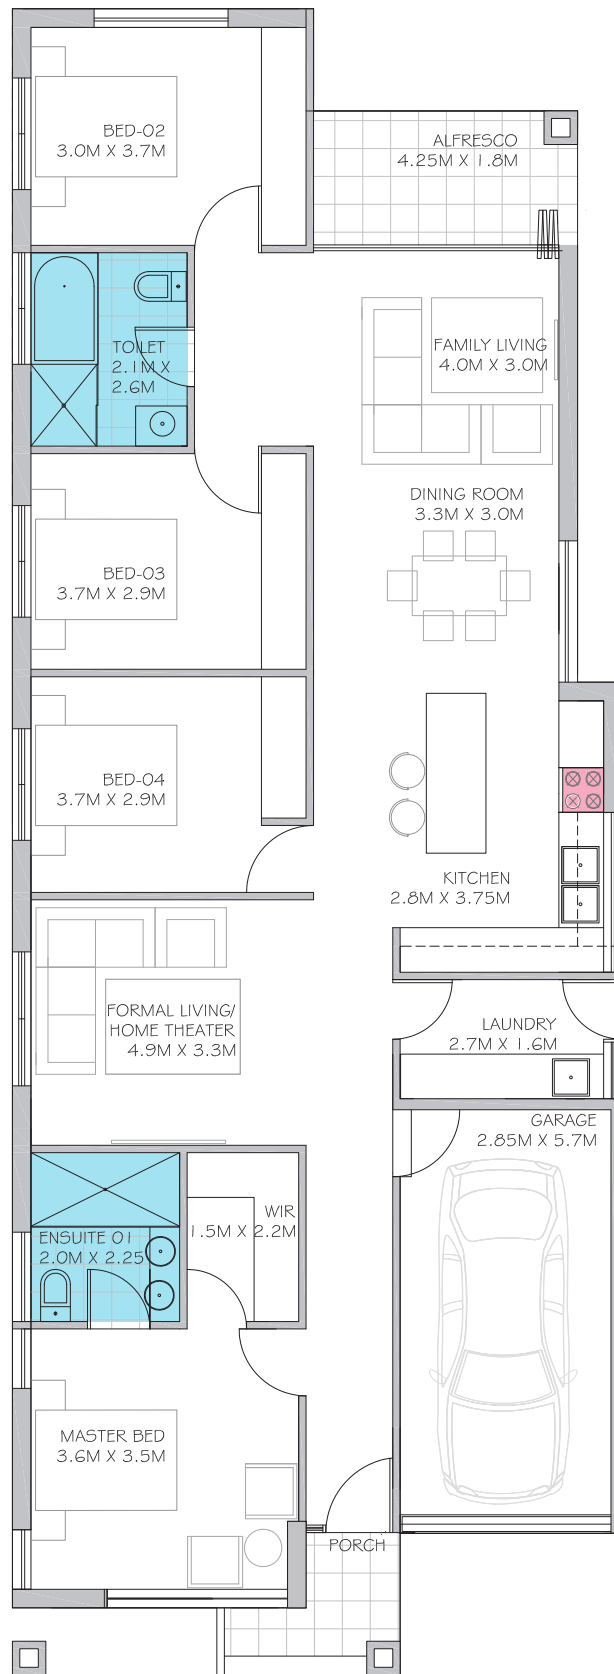 BED-02
3.0M X 3.7M
ALFRESCO
4.25M X 1.8M
TOILET
2.1M X
2.6M
FAMILY LIVING
4.0M X 3.0M
DINING ROOM
3.3M X 3.0M
BED-03
3.7M X 2.9M
BED-04
3.7M X 2.9M
KITCHEN
2.8M X 3.75M
FORMAL LIVING/
HOME THEATER
4.9M X 3.3M
LAUNDRY
2.7M X 1.6M
GARAGE
2.85M X 5.7M
WIR
1.5M X 2.2M
ENSUITE 01
2.0M X 2.25
MASTER BED
3.6M X 3.5M
PORCH